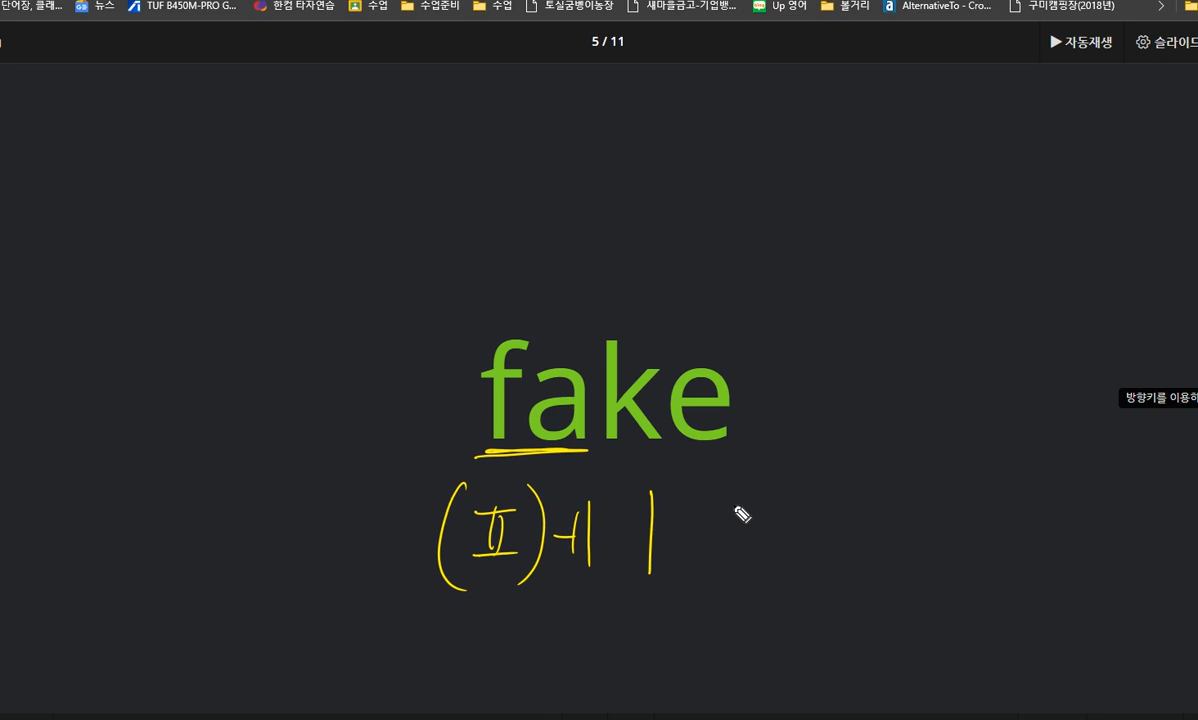 단어장, 클래... 뉴스 TUF B450M-PRO G... 한컴 타자연습 수업 수업준비 수업 토실굼벵이농장 새마을금고-기업뱅... Up 영어 볼거리 AlternativeTo - Cro... 구미캠핑장(2018년)
5 / 11 자동재생 슬라이드
fake
방향키를 이용하
(ㅍ)ㅔ ㅣ